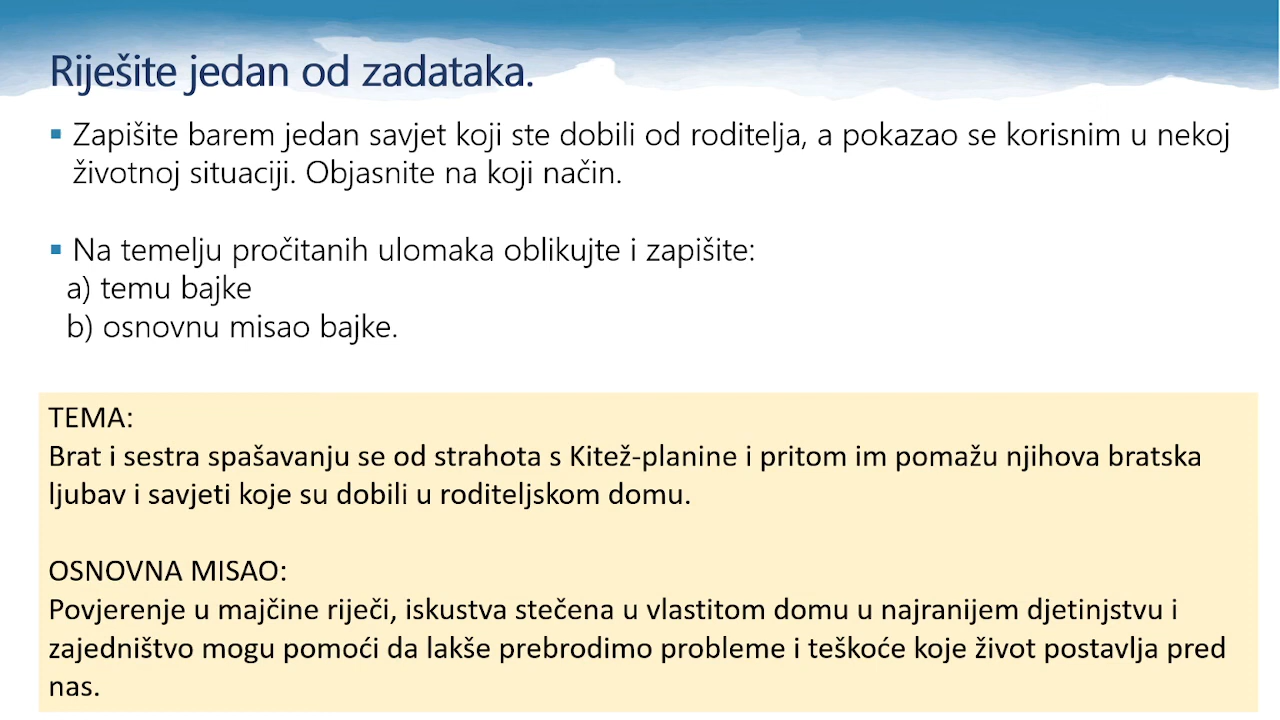 Riješite jedan od zadataka.
▪ Zapišite barem jedan savjet koji ste dobili od roditelja, a pokazao se korisnim u nekoj
životnoj situaciji. Objasnite na koji način.
▪ Na temelju pročitanih ulomaka oblikujte i zapišite:
a) temu bajke
b) osnovnu misao bajke.
TEMA:
Brat i sestra spašavanju se od strahota s Kitež-planine i pritom im pomažu njihova bratska
ljubav i savjeti koje su dobili u roditeljskom domu.
OSNOVNA MISAO:
Povjerenje u majčine riječi, iskustva stečena u vlastitom domu u najranijem djetinjstvu i
zajedništvo mogu pomoći da lakše prebrodimo probleme i teškoće koje život postavlja pred
nas.